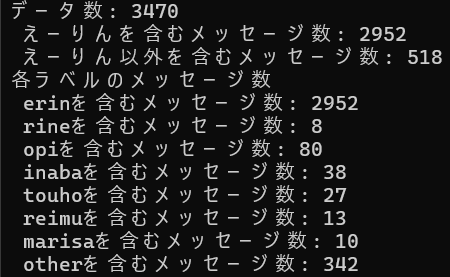 データ数: 3470
えーりんを含むメッセージ数: 2952
えーりん以外を含むメッセージ数: 518
各ラベルのメッセージ数
erinを含むメッセージ数: 2952
rineを含むメッセージ数: 8
opiを含むメッセージ数: 80
inabaを含むメッセージ数: 38
touhoを含むメッセージ数: 27
reimuを含むメッセージ数: 13
marisaを含むメッセージ数: 10
otherを含むメッセージ数: 342